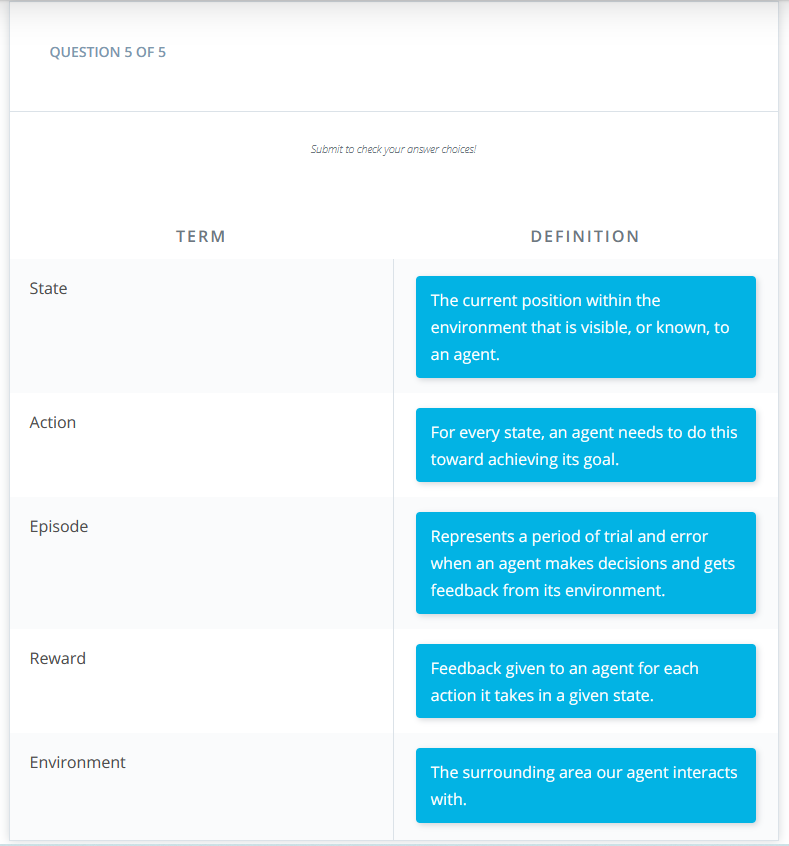 QUESTION 5 OF 5
Submit to check your answer choices!
TERM
DEFINITION
State
The current position within the
environment that is visible, or known, to
an agent.
Action
For every state, an agent needs to do this
toward achieving its goal.
Episode
Represents a period of trial and error
when an agent makes decisions and gets
feedback from its environment.
Reward
Feedback given to an agent for each
action it takes in a given state.
Environment
The surrounding area our agent interacts
with.